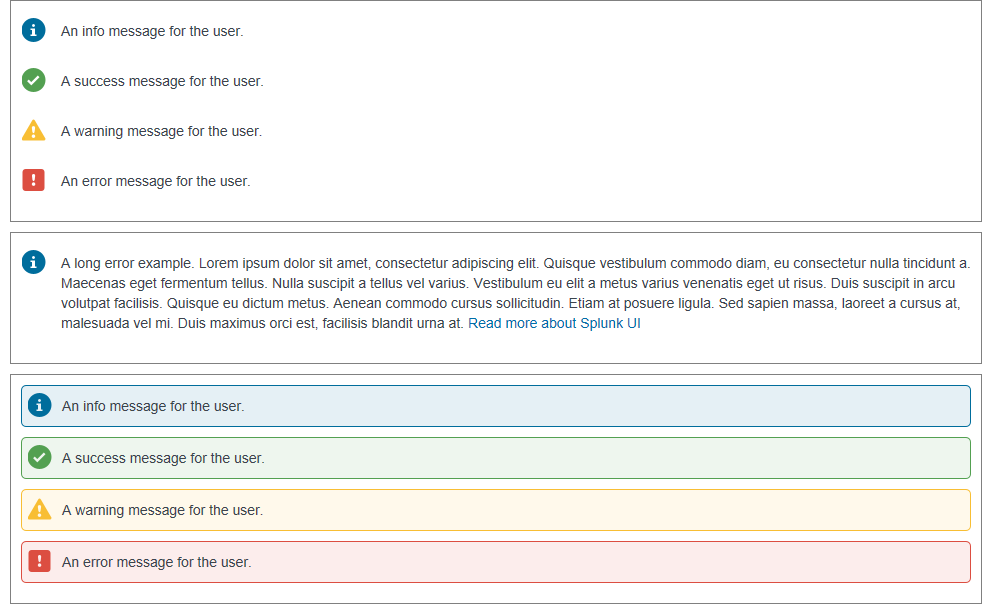 An info message for the user.
A success message for the user.
A warning message for the user.
An error message for the user.
A long error example. Lorem ipsum dolor sit amet, consectetur adipiscing elit. Quisque vestibulum commodo diam, eu consectetur nulla tincidunt a.
Maecenas eget fermentum tellus. Nulla suscipit a tellus vel varius. Vestibulum eu elit a metus varius venenatis eget ut risus. Duis suscipit in arcu
volutpat facilisis. Quisque eu dictum metus. Aenean commodo cursus sollicitudin. Etiam at posuere ligula. Sed sapien massa, laoreet a cursus at,
malesuada vel mi. Duis maximus orci est, facilisis blandit urna at. Read more about Splunk UI
An info message for the user.
A success message for the user.
A warning message for the user.
An error message for the user.